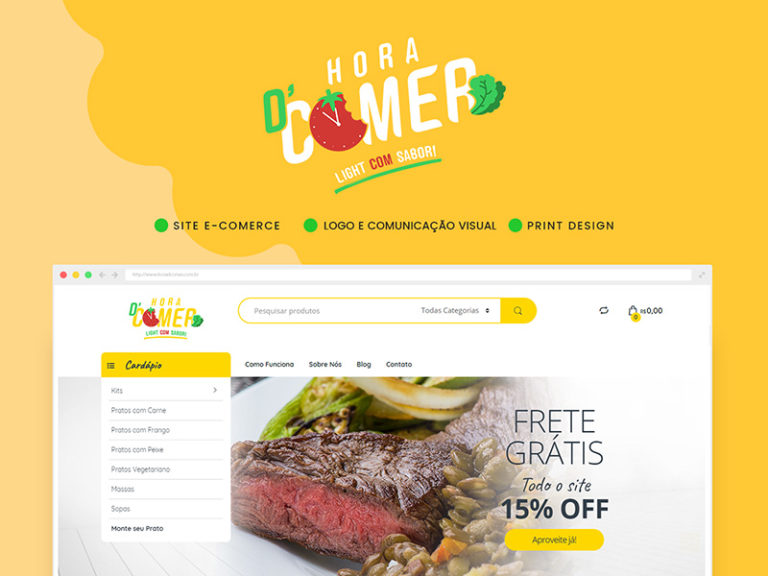 HORA
D'COMER
LIGHT COM SABOR!
SITE E-COMERCE
LOGO E COMUNICAÇÃO VISUAL
PRINT DESIGN
HORA
D'COMER
LIGHT COM SABOR!
Pesquisar produtos
Todas Categorias
R$0,00
0
Cardápio
Como Funciona
Sobre Nós
Blog
Contato
Kits
Pratos com Carne
Pratos com Frango
Pratos com Peixe
Pratos Vegetariano
Massas
Sopas
Monte seu Prato
FRETE
GRÁTIS
Todo o site
15% OFF
Aproveite já!